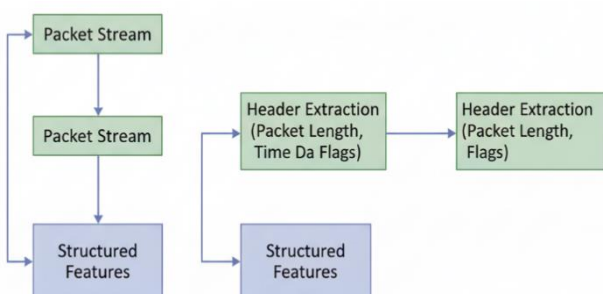 Packet Stream
Packet Stream
Structured
Features
Header Extraction
(Packet Length,
Time Da Flags)
Header Extraction
(Packet Length,
Flags)
Structured
Features